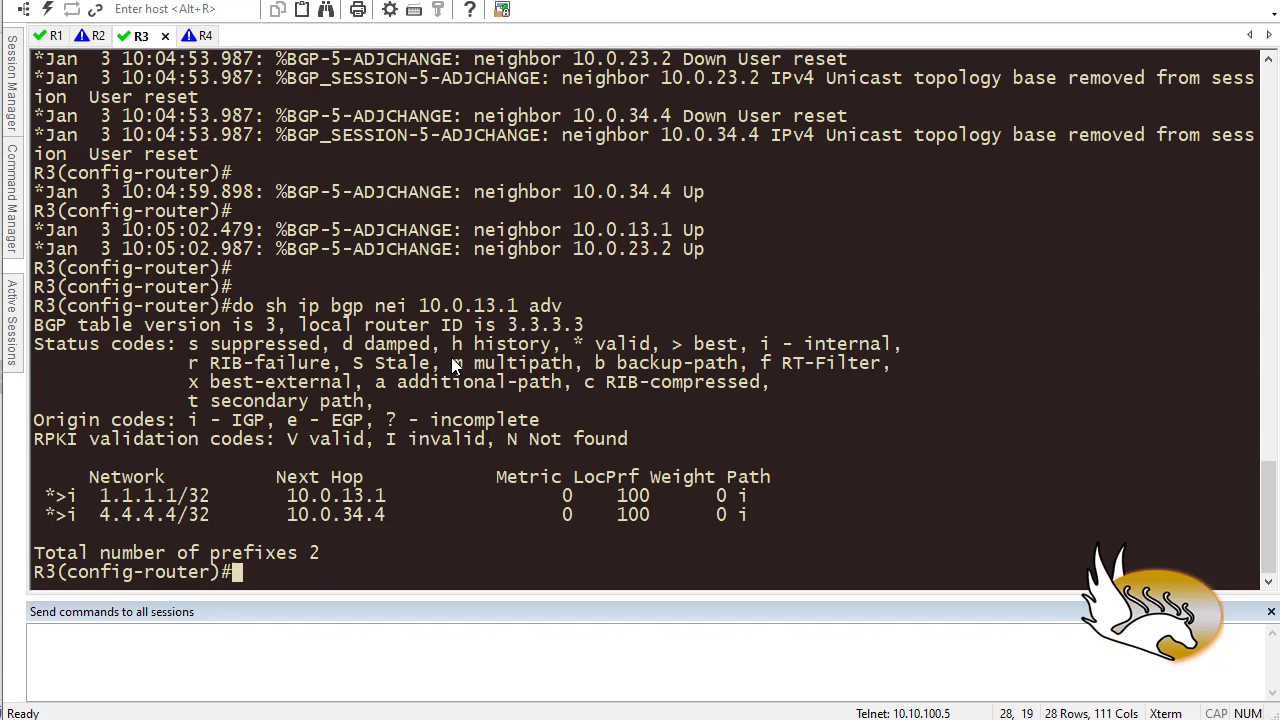 Enter host <Alt+R>
R1 R2 R3 R4
Session Manager
Command Manager
Active Sessions
*Jan  3 10:04:53.987: %BGP-5-ADJCHANGE: neighbor 10.0.23.2 Down User reset
*Jan  3 10:04:53.987: %BGP_SESSION-5-ADJCHANGE: neighbor 10.0.23.2 IPv4 Unicast topology base removed from sess
ion  User reset
*Jan  3 10:04:53.987: %BGP-5-ADJCHANGE: neighbor 10.0.34.4 Down User reset
*Jan  3 10:04:53.987: %BGP_SESSION-5-ADJCHANGE: neighbor 10.0.34.4 IPv4 Unicast topology base removed from sess
ion  User reset
R3(config-router)#
*Jan  3 10:04:59.898: %BGP-5-ADJCHANGE: neighbor 10.0.34.4 Up
R3(config-router)#
*Jan  3 10:05:02.479: %BGP-5-ADJCHANGE: neighbor 10.0.13.1 Up
*Jan  3 10:05:02.987: %BGP-5-ADJCHANGE: neighbor 10.0.23.2 Up
R3(config-router)#
R3(config-router)#
R3(config-router)#do sh ip bgp nei 10.0.13.1 adv
BGP table version is 3, local router ID is 3.3.3.3
Status codes: s suppressed, d damped, h history, * valid, > best, i - internal,
r RIB-failure, S Stale, m multipath, b backup-path, f RT-Filter,
x best-external, a additional-path, c RIB-compressed,
t secondary path,
Origin codes: i - IGP, e - EGP, ? - incomplete
RPKI validation codes: V valid, I invalid, N Not found
Network Next Hop Metric LocPrf Weight Path
*>i 1.1.1.1/32 10.0.13.1 0 100 0 i
*>i 4.4.4.4/32 10.0.34.4 0 100 0 i
Total number of prefixes 2
R3(config-router)#
Send commands to all sessions
Ready Telnet: 10.10.100.5 28, 19 28 Rows, 111 Cols Xterm CAP NUM